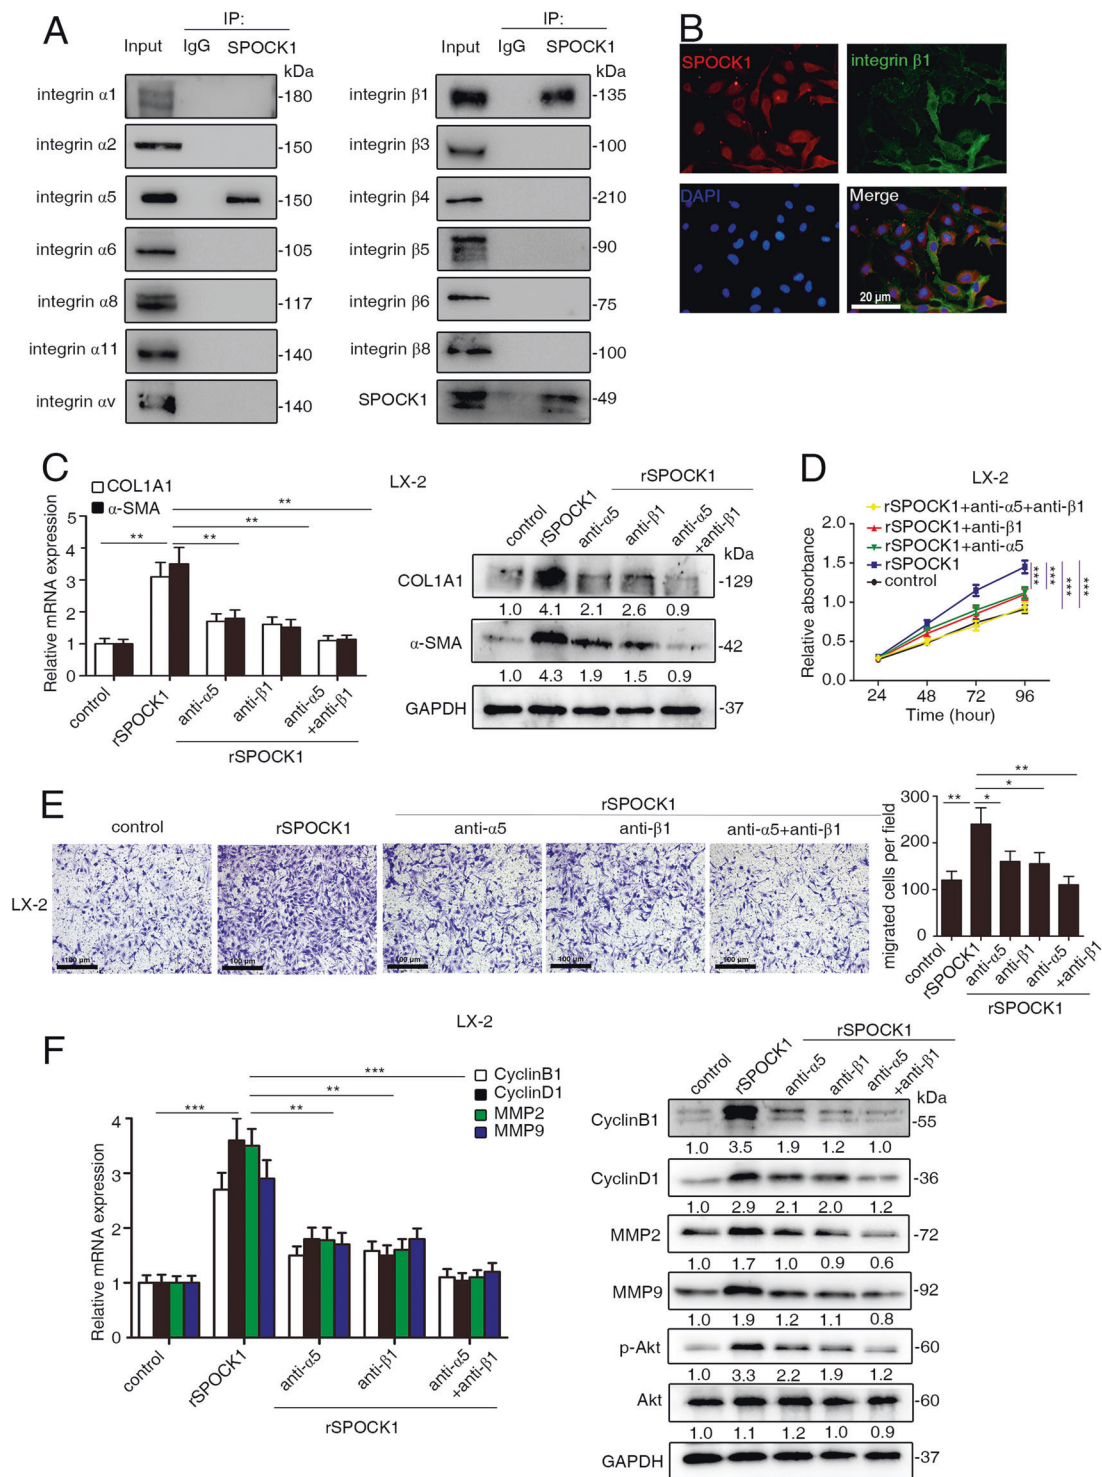 A
IP:
Input IgG SPOCK1
kDa
integrin α1 -180
integrin α2 -150
integrin α5 -150
integrin α6 -105
integrin α8 -117
integrin α11 -140
integrin αv -140
IP:
Input IgG SPOCK1
kDa
integrin β1 -135
integrin β3 -100
integrin β4 -210
integrin β5 -90
integrin β6 -75
integrin β8 -100
SPOCK1 -49
B
SPOCK1 integrin β1
DAPI Merge
20 μm
C
COL1A1
α-SMA
Relative mRNA expression
5
4
3
2
1
0
** ** ** **
control rSPOCK1 anti-α5 anti-β1 anti-α5 +anti-β1
rSPOCK1
LX-2
rSPOCK1
control rSPOCK1 anti-α5 anti-β1 anti-α5 +anti-β1
kDa
COL1A1 -129
1.0 4.1 2.1 2.6 0.9
α-SMA -42
1.0 4.3 1.9 1.5 0.9
GAPDH -37
D
LX-2
rSPOCK1+anti-α5+anti-β1
rSPOCK1+anti-β1
rSPOCK1+anti-α5
rSPOCK1
control
Relative absorbance
2.0
1.5
1.0
0.5
0.0
*** *** *** ***
24 48 72 96
Time (hour)
E
rSPOCK1
control rSPOCK1 anti-α5 anti-β1 anti-α5+anti-β1
LX-2
100 μm 100 μm 100 μm 100 μm 100 μm
migrated cells per field
300
200
100
0
** * * **
control rSPOCK1 anti-α5 anti-β1 anti-α5 +anti-β1
rSPOCK1
F
LX-2
CyclinB1
CyclinD1
MMP2
MMP9
Relative mRNA expression
4
3
2
1
0
*** ** ** ***
control rSPOCK1 anti-α5 anti-β1 anti-α5 +anti-β1
rSPOCK1
rSPOCK1
control rSPOCK1 anti-α5 anti-β1 anti-α5 +anti-β1
kDa
CyclinB1 -55
1.0 3.5 1.9 1.2 1.0
CyclinD1 -36
1.0 2.9 2.1 2.0 1.2
MMP2 -72
1.0 1.7 1.0 0.9 0.6
MMP9 -92
1.0 1.9 1.2 1.1 0.8
p-Akt -60
1.0 3.3 2.2 1.9 1.2
Akt -60
1.0 1.1 1.2 1.0 0.9
GAPDH -37